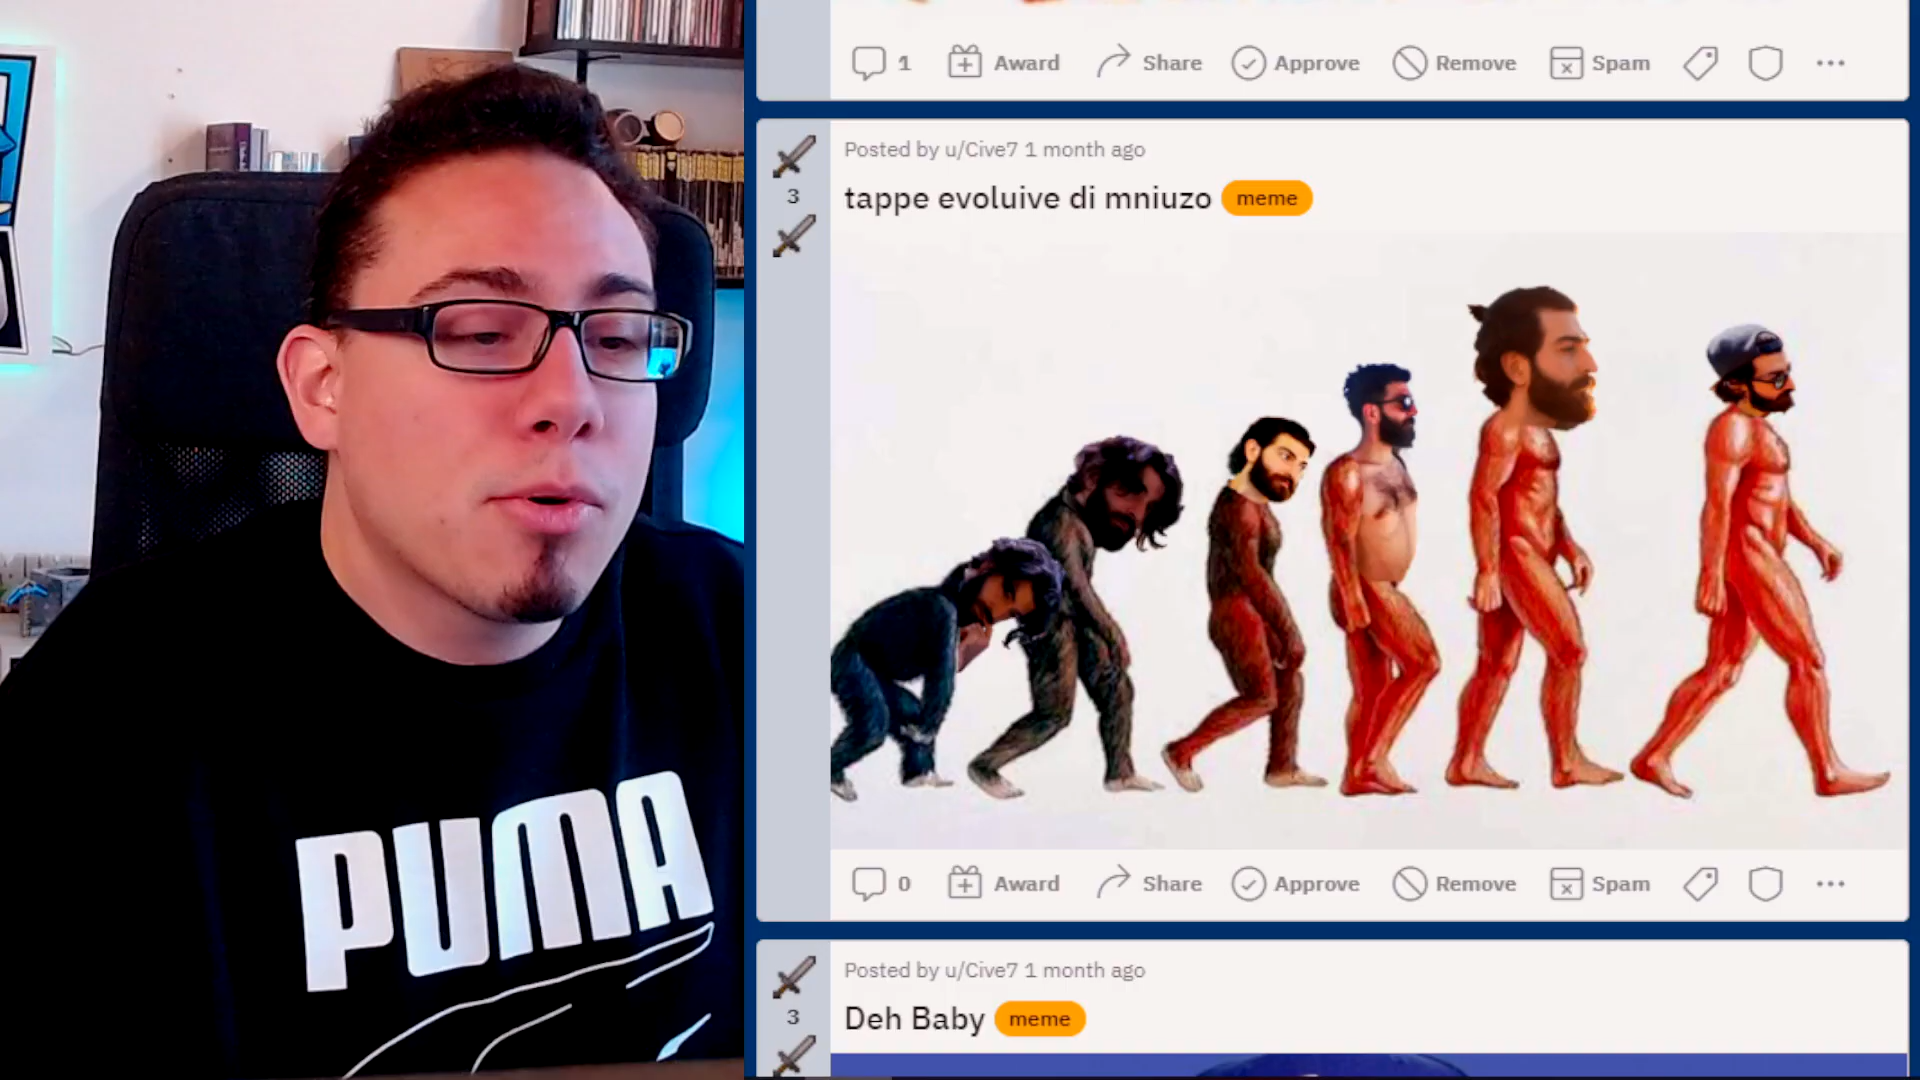 1 Award Share Approve Remove Spam
Posted by u/Cive7 1 month ago
3
tappe evoluive di mniuzo meme
0 Award Share Approve Remove Spam
Posted by u/Cive7 1 month ago
3
Deh Baby meme
PUMA